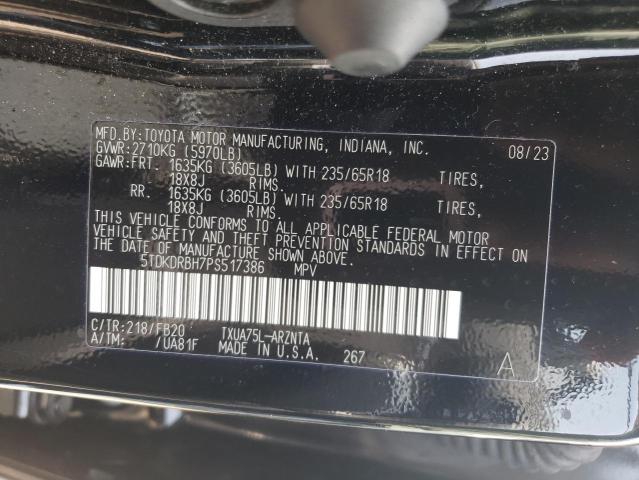 MFD.BY:TOYOTA MOTOR MANUFACTURING, INDIANA, INC. 08/23
GVWR:2710KG (5970LB)
GAWR:FRT. 1635KG (3605LB) WITH 235/65R18 TIRES,
18X8J RIMS.
RR. 1635KG (3605LB) WITH 235/65R18 TIRES,
18X8J RIMS.
THIS VEHICLE CONFORMS TO ALL APPLICABLE FEDERAL MOTOR
VEHICLE SAFETY AND THEFT PREVENTION STANDARDS IN EFFECT ON
THE DATE OF MANUFACTURE SHOWN ABOVE.
5TDKDRBH7PS517386 MPV
C/TR:218/FB20 TXUA75L-ARZNTA
A/TM: /UA81F MADE IN U.S.A. 267 A